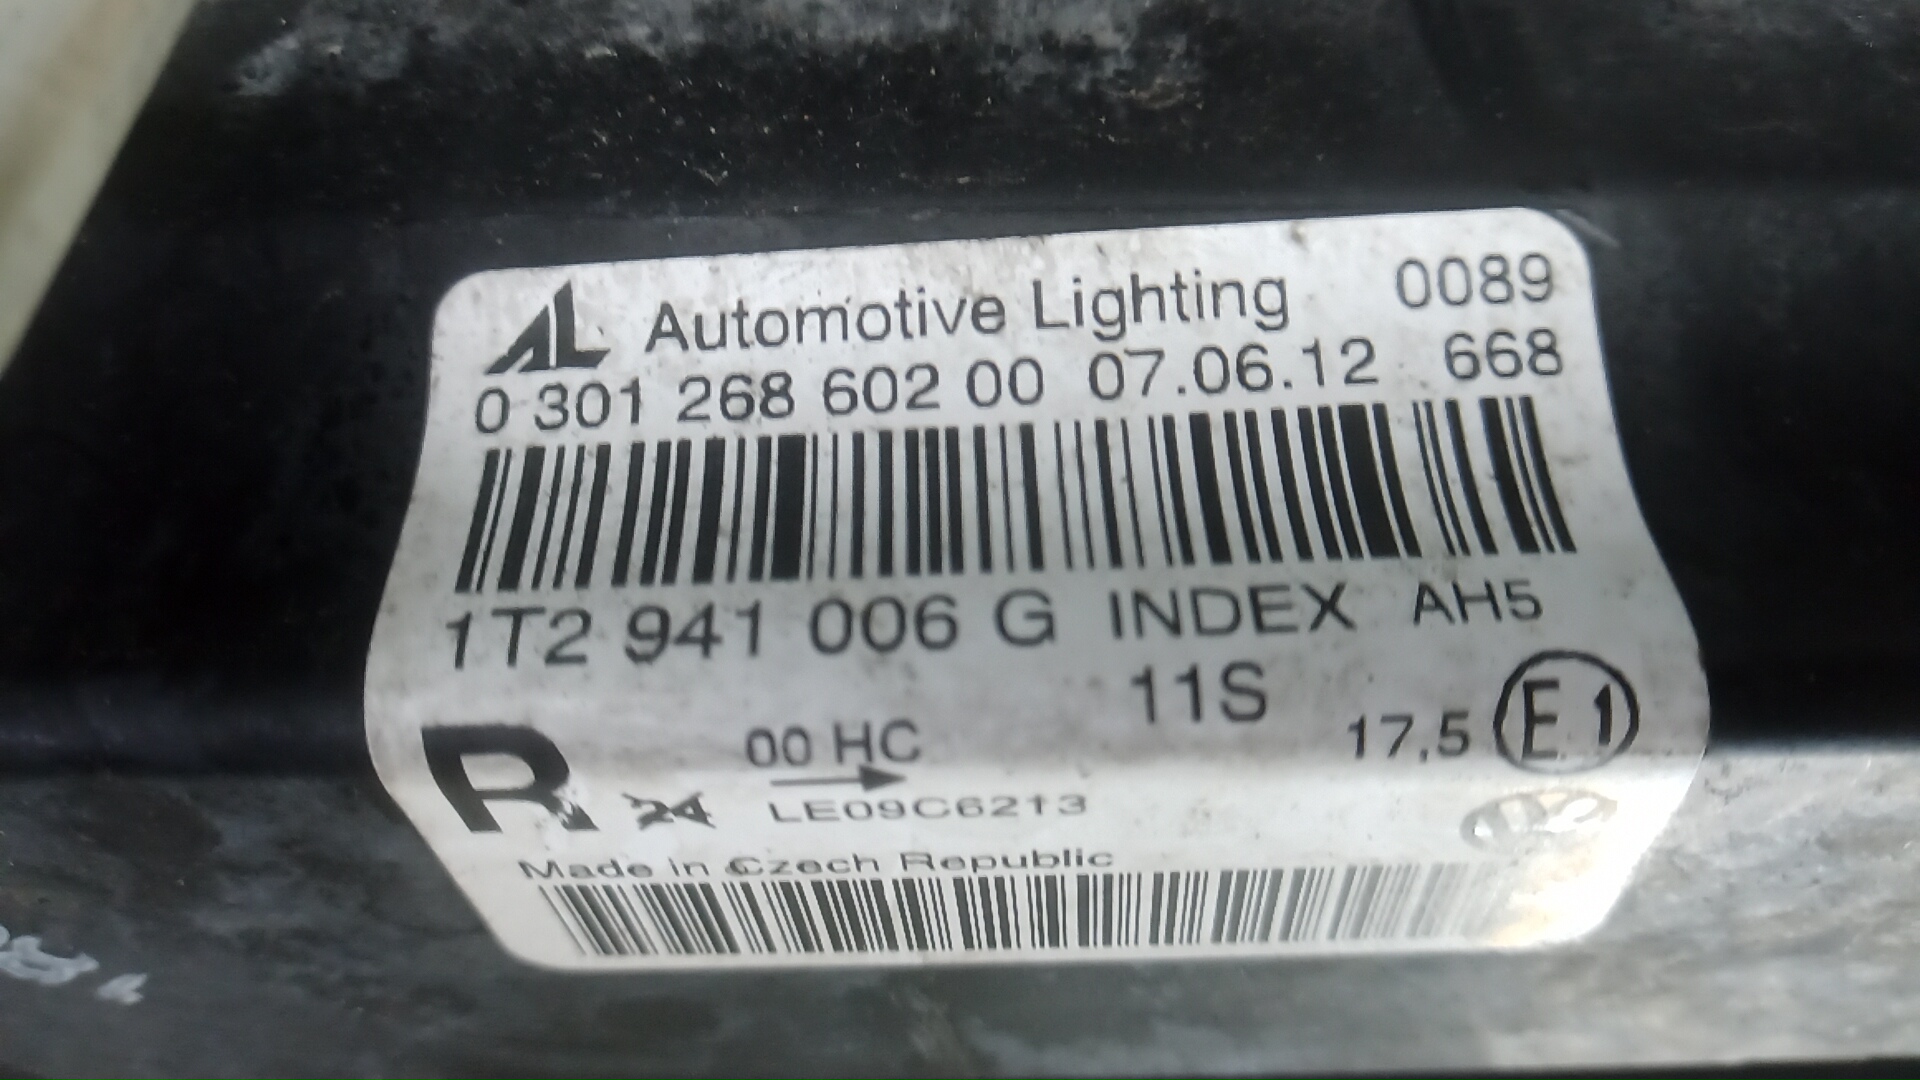 AL Automotive Lighting 0089
0 301 268 602 00 07.06.12 668
1T2 941 006 G INDEX AH5
11S
R 24 00 HC 17,5 E1
LE09C6213
Made in Czech Republic